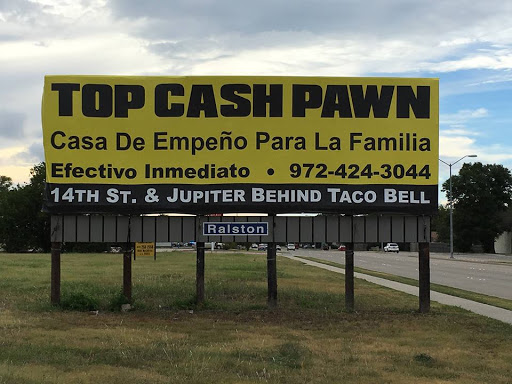 TOP CASH PAWN
Casa De Empeño Para La Familia
Efectivo Inmediato • 972-424-3044
14TH ST. & JUPITER BEHIND TACO BELL
Ralston